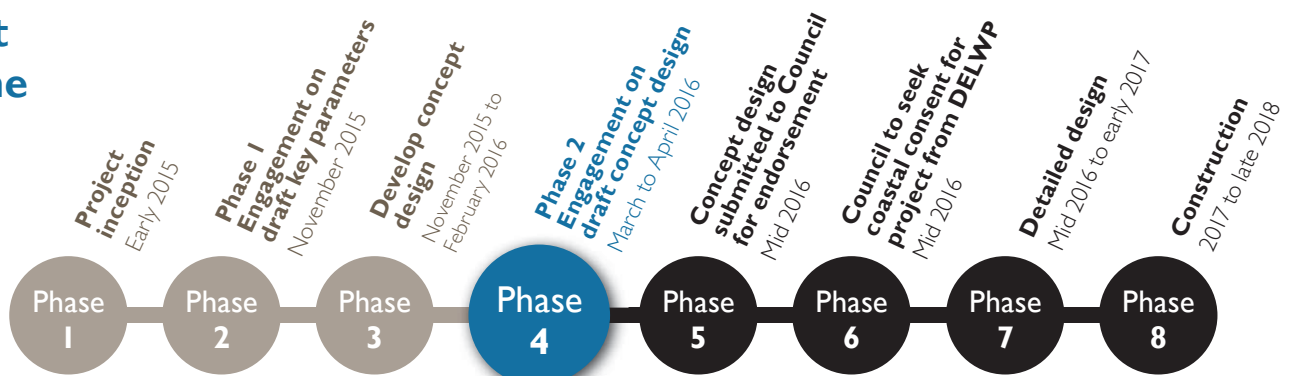 t
ne
Project
inception
Early 2015
Phase 1
Engagement on
draft key parameters
November 2015
Develop concept
design
November 2015 to
February 2016
Phase 2
Engagement on
draft concept design
March to April 2016
Concept design
submitted to Council
for endorsement
Mid 2016
Council to seek
coastal consent for
project from DELWP
Mid 2016
Detailed design
Mid 2016 to early 2017
Construction
2017 to late 2018
Phase
1
Phase
2
Phase
3
Phase
4
Phase
5
Phase
6
Phase
7
Phase
8